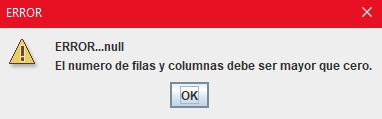 ERROR
ERROR...null
El numero de filas y columnas debe ser mayor que cero.
OK